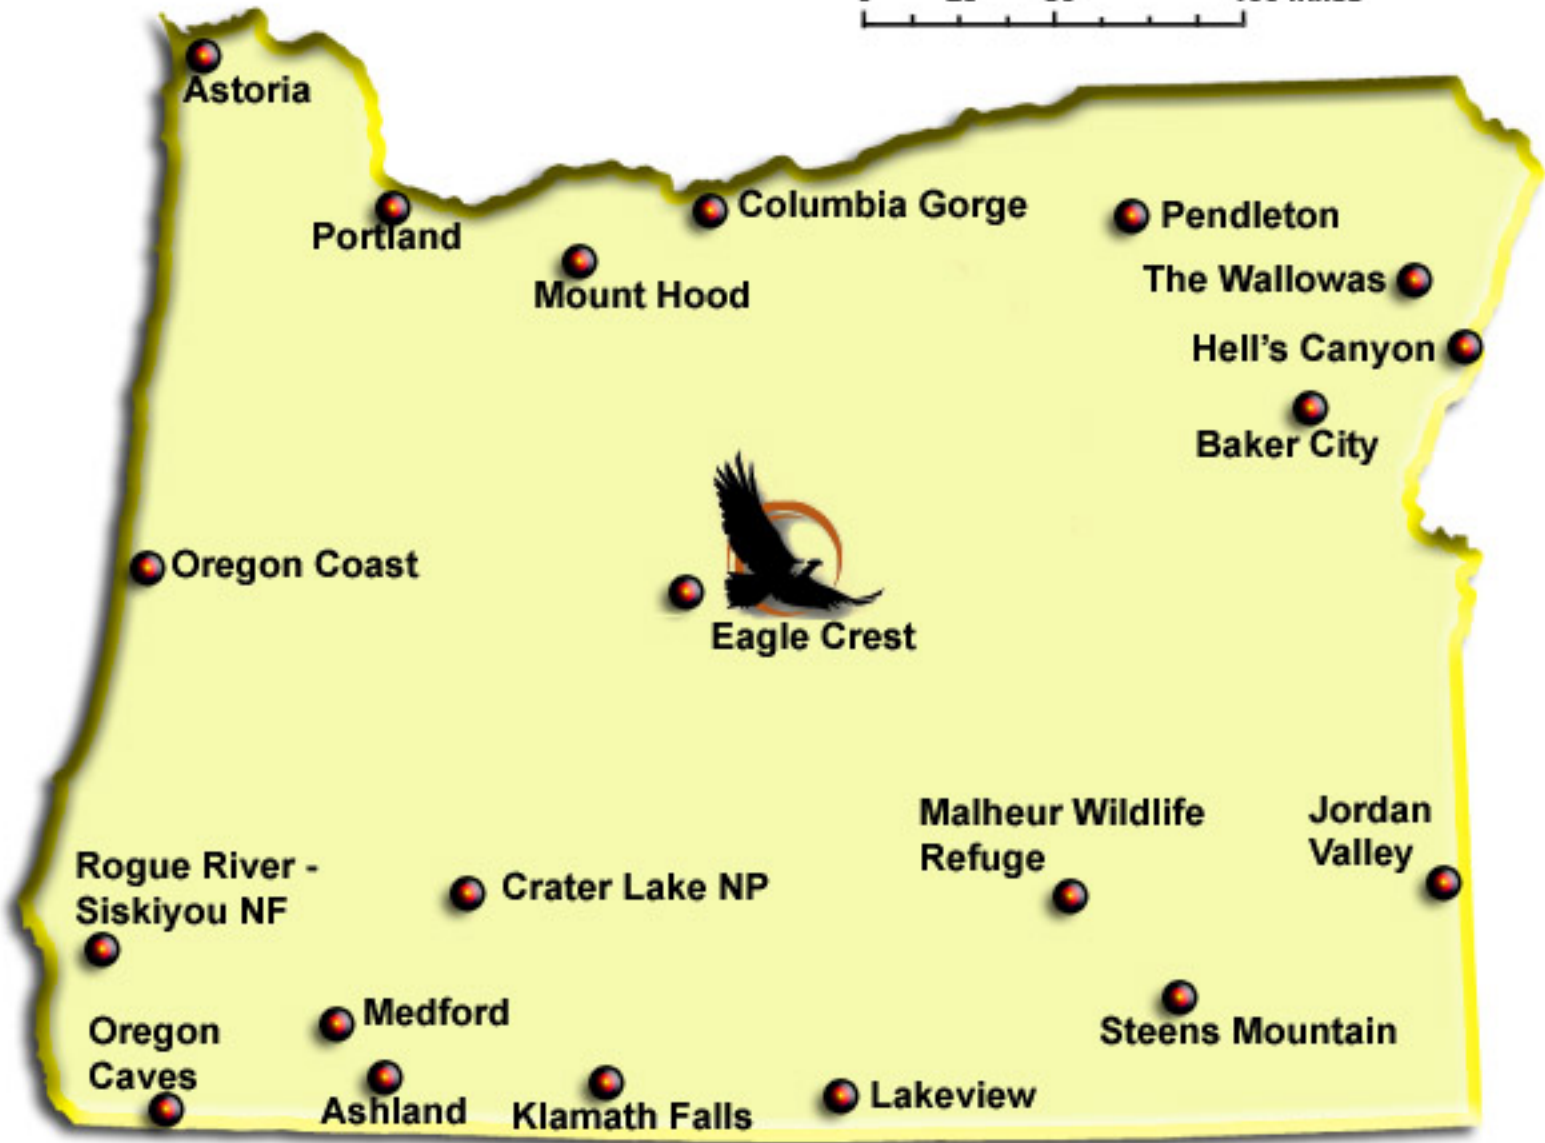 Astoria
Columbia Gorge
Portland
Pendleton
Mount Hood
The Wallowas
Hell's Canyon
Baker City
Oregon Coast
Eagle Crest
Malheur Wildlife
Refuge
Jordan
Valley
Rogue River -
Siskiyou NF
Crater Lake NP
Medford
Oregon
Caves
Steens Mountain
Ashland
Klamath Falls
Lakeview